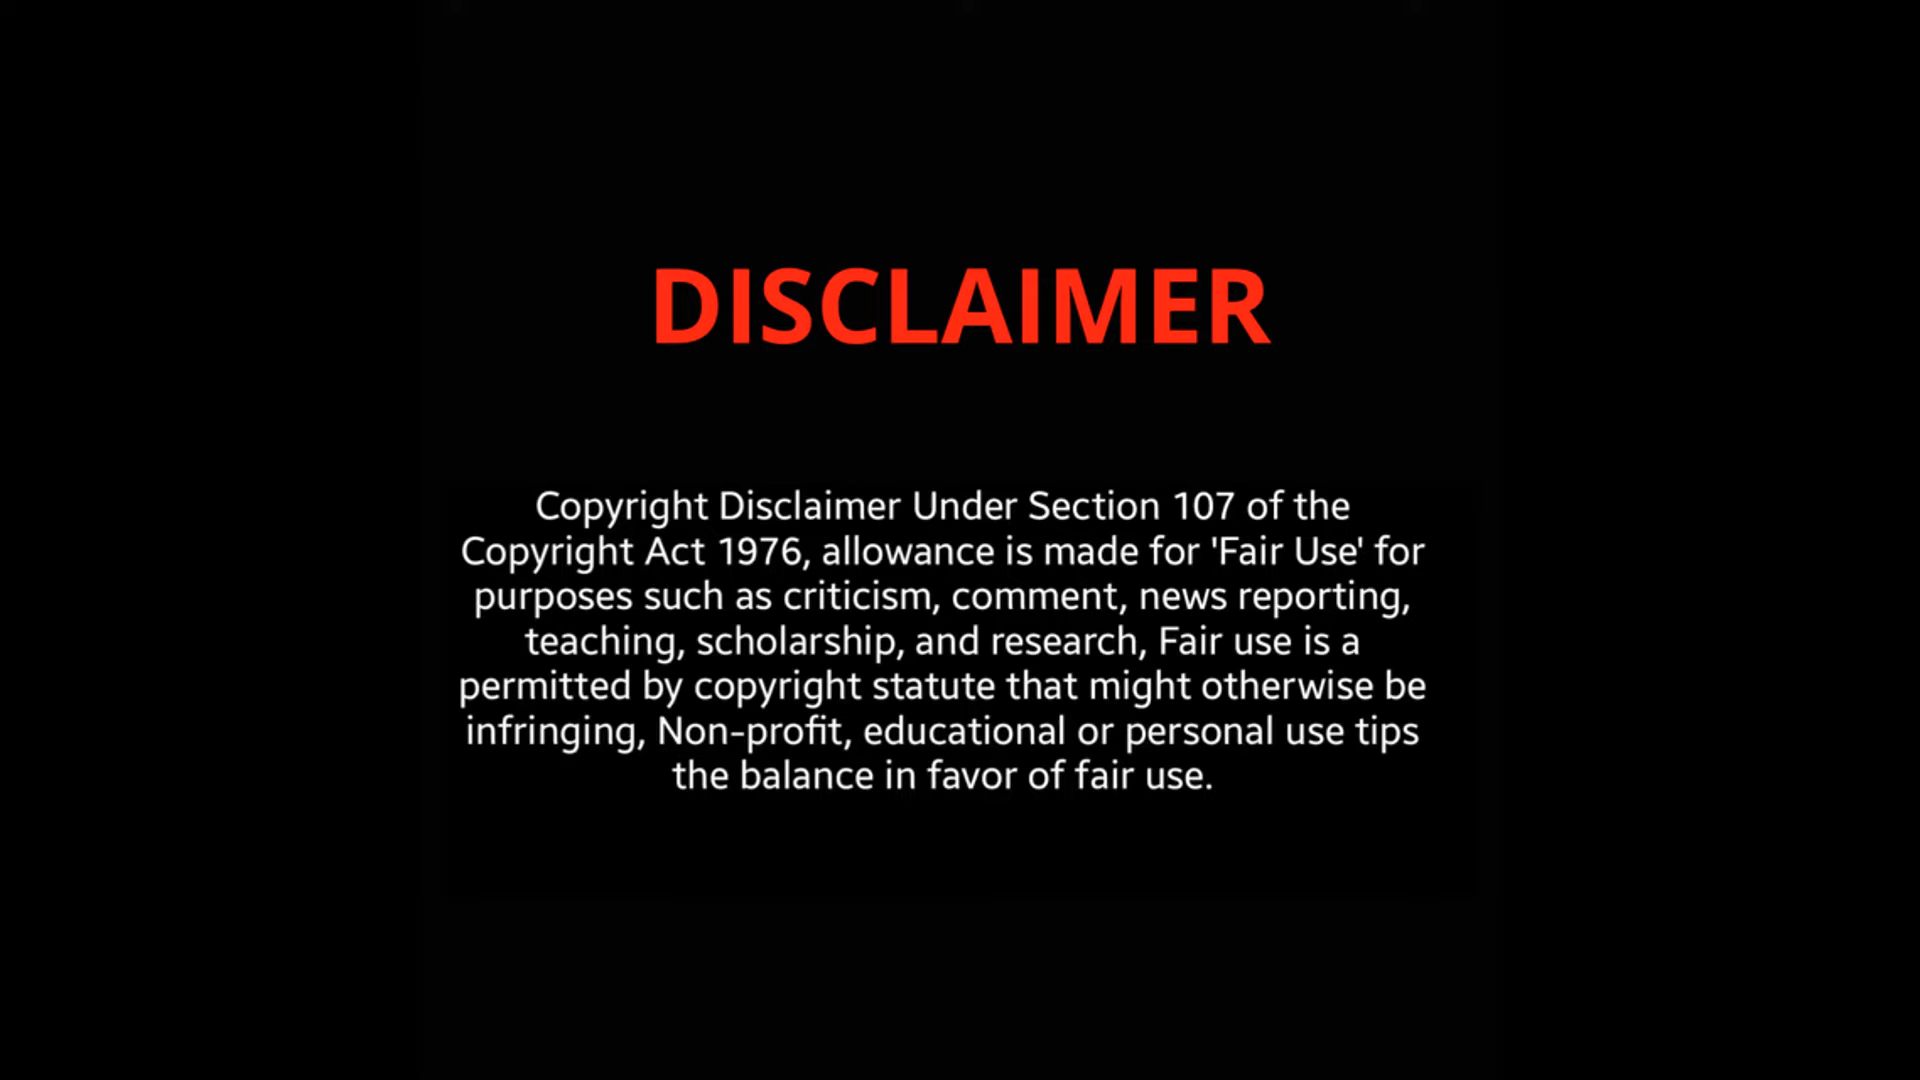 DISCLAIMER
Copyright Disclaimer Under Section 107 of the
Copyright Act 1976, allowance is made for 'Fair Use' for
purposes such as criticism, comment, news reporting,
teaching, scholarship, and research, Fair use is a
permitted by copyright statute that might otherwise be
infringing, Non-profit, educational or personal use tips
the balance in favor of fair use.